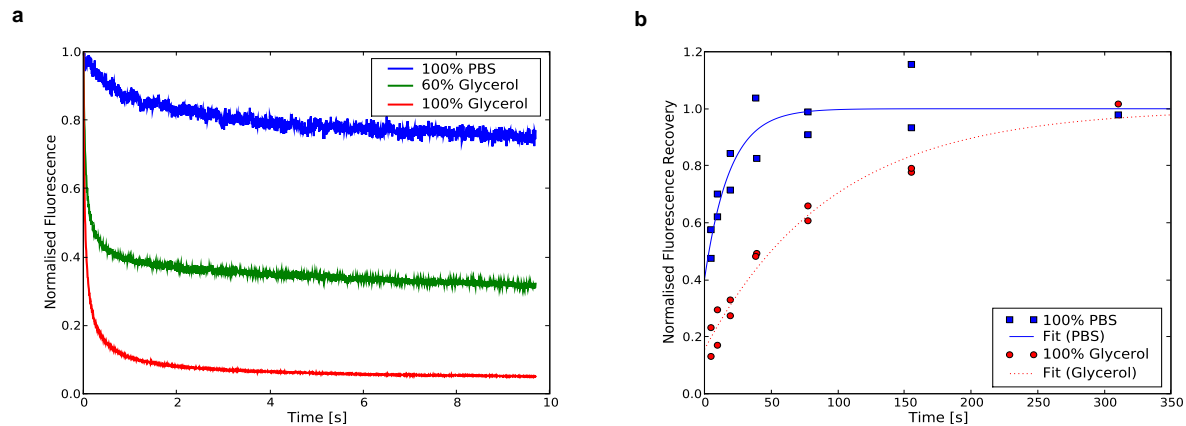 a
Normalised Fluorescence
1.0
0.8
0.6
0.4
0.2
0.0
0 2 4 6 8 10
Time [s]
100% PBS
60% Glycerol
100% Glycerol
b
Normalised Fluorescence Recovery
1.2
1.0
0.8
0.6
0.4
0.2
0.0
0 50 100 150 200 250 300 350
Time [s]
100% PBS
Fit (PBS)
100% Glycerol
Fit (Glycerol)